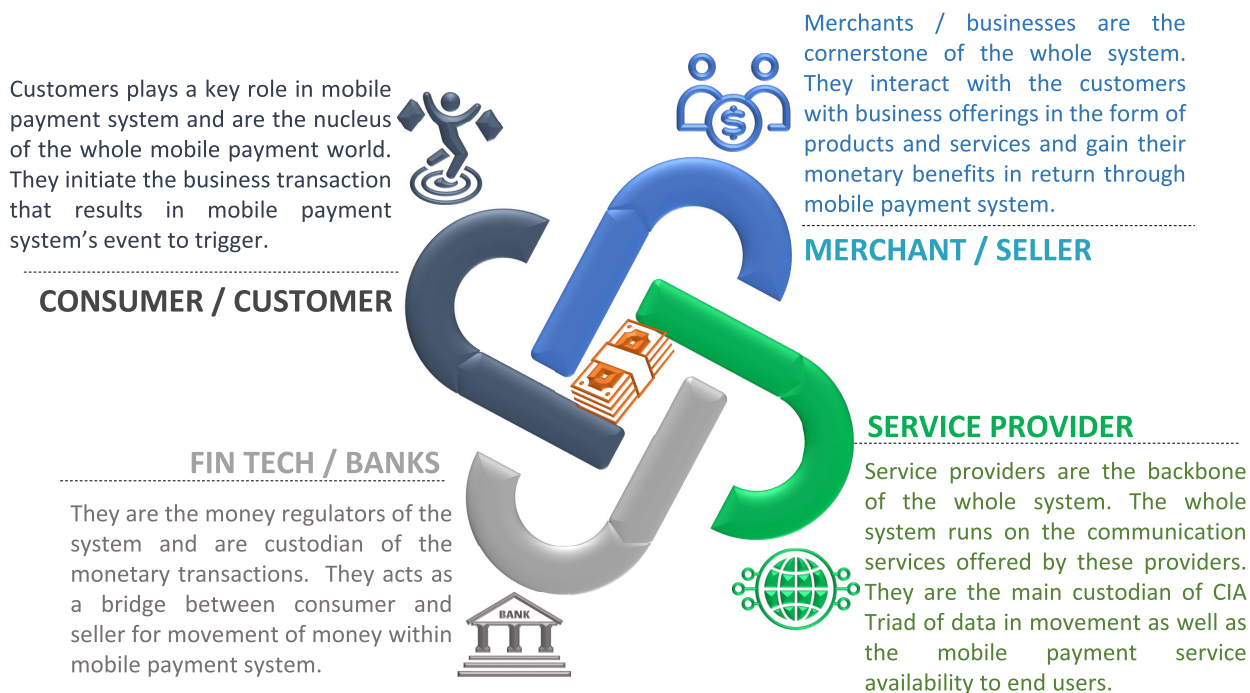 Customers plays a key role in mobile
payment system and are the nucleus
of the whole mobile payment world.
They initiate the business transaction
that results in mobile payment
system's event to trigger.
CONSUMER / CUSTOMER
Merchants / businesses are the
cornerstone of the whole system.
They interact with the customers
with business offerings in the form of
products and services and gain their
monetary benefits in return through
mobile payment system.
MERCHANT / SELLER
$
FIN TECH / BANKS
They are the money regulators of the
system and are custodian of the
monetary transactions. They acts as
a bridge between consumer and
seller for movement of money within
mobile payment system.
BANK
SERVICE PROVIDER
Service providers are the backbone
of the whole system. The whole
system runs on the communication
services offered by these providers.
They are the main custodian of CIA
Triad of data in movement as well as
the mobile payment service
availability to end users.